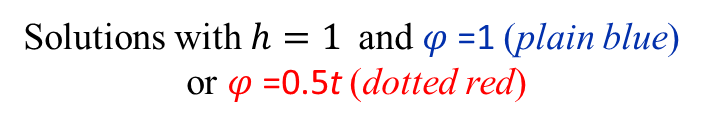 Solutions with h = 1 and φ =1 (plain blue)
or φ =0.5t (dotted red)